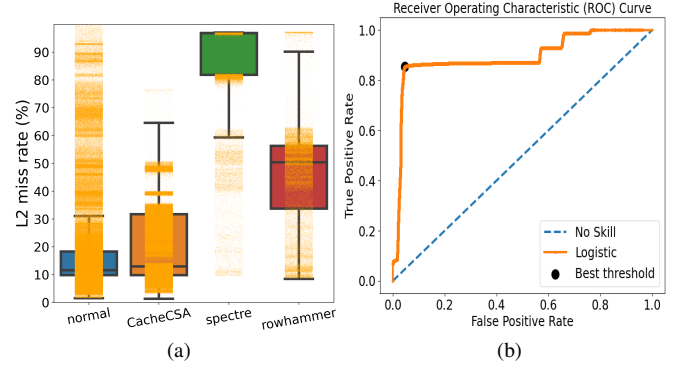 Receiver Operating Characteristic (ROC) Curve
L2 miss rate (%)
90
80
70
60
50
40
30
20
10
0
normal
CacheCSA
spectre
rowhammer
(a)
True Positive Rate
1.0
0.8
0.6
0.4
0.2
0.0
No Skill
Logistic
Best threshold
0.0 0.2 0.4 0.6 0.8 1.0
False Positive Rate
(b)